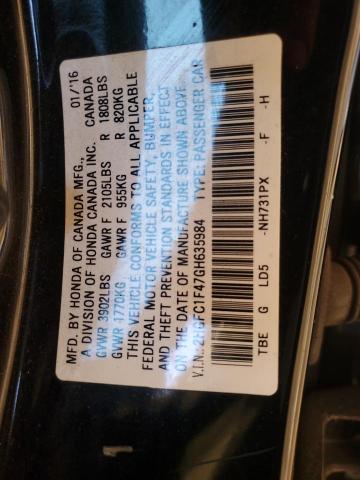 MFD. BY HONDA OF CANADA MFG., 01/'16
A DIVISION OF HONDA CANADA INC. CANADA
GVWR 3902LBS GAWR F 2105LBS R 1808LBS
GVWR 1770KG GAWR F 955KG R 820KG
THIS VEHICLE CONFORMS TO ALL APPLICABLE
FEDERAL MOTOR VEHICLE SAFETY, BUMPER,
AND THEFT PREVENTION STANDARDS IN EFFECT
ON THE DATE OF MANUFACTURE SHOWN ABOVE.
V.I.N.: 2HGFC1F47GH635984 TYPE: PASSENGER CAR
TBE G LD5 -NH731PX -F -H